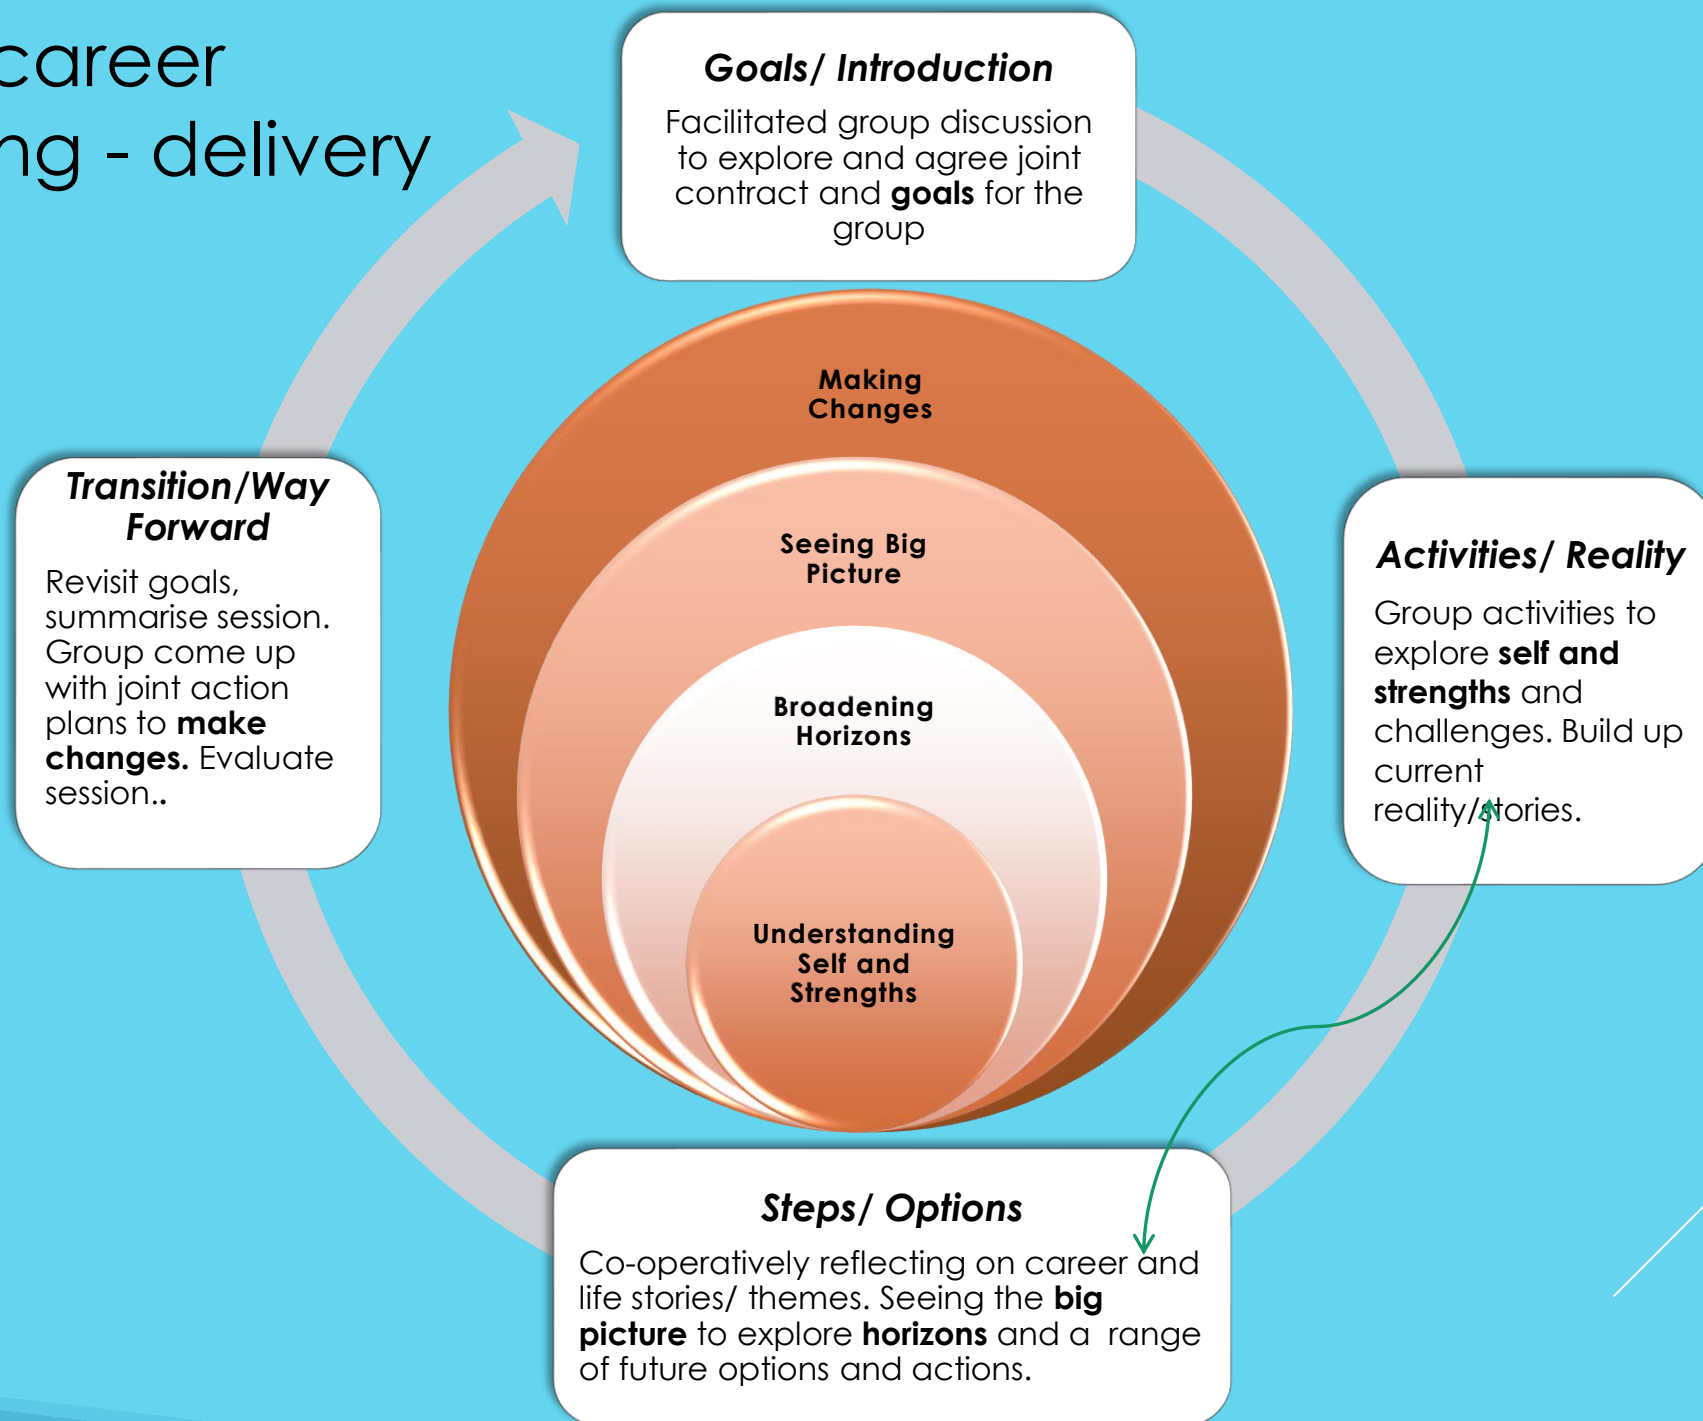 career
ng - delivery
Goals/ Introduction
Facilitated group discussion
to explore and agree joint
contract and goals for the
group
Making
Changes
Seeing Big
Picture
Broadening
Horizons
Understanding
Self and
Strengths
Transition/Way
Forward
Revisit goals,
summarise session.
Group come up
with joint action
plans to make
changes. Evaluate
session..
Activities/ Reality
Group activities to
explore self and
strengths and
challenges. Build up
current
reality/stories.
Steps/ Options
Co-operatively reflecting on career and
life stories/ themes. Seeing the big
picture to explore horizons and a range
of future options and actions.